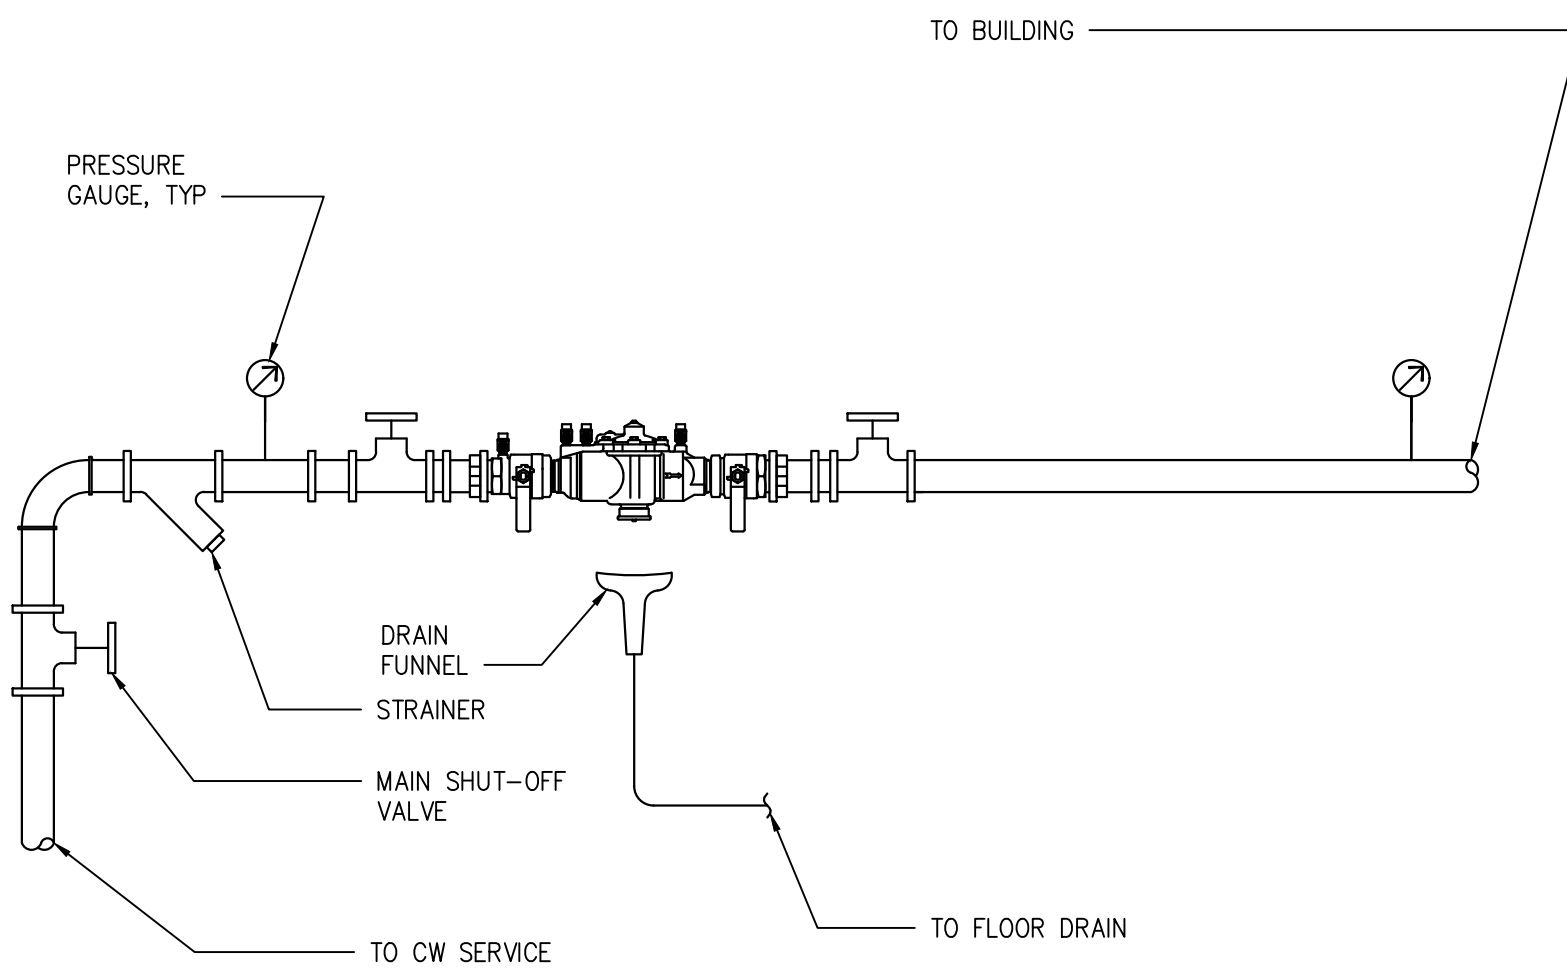 TO BUILDING
PRESSURE
GAUGE, TYP
DRAIN
FUNNEL
STRAINER
MAIN SHUT-OFF
VALVE
TO FLOOR DRAIN
TO CW SERVICE